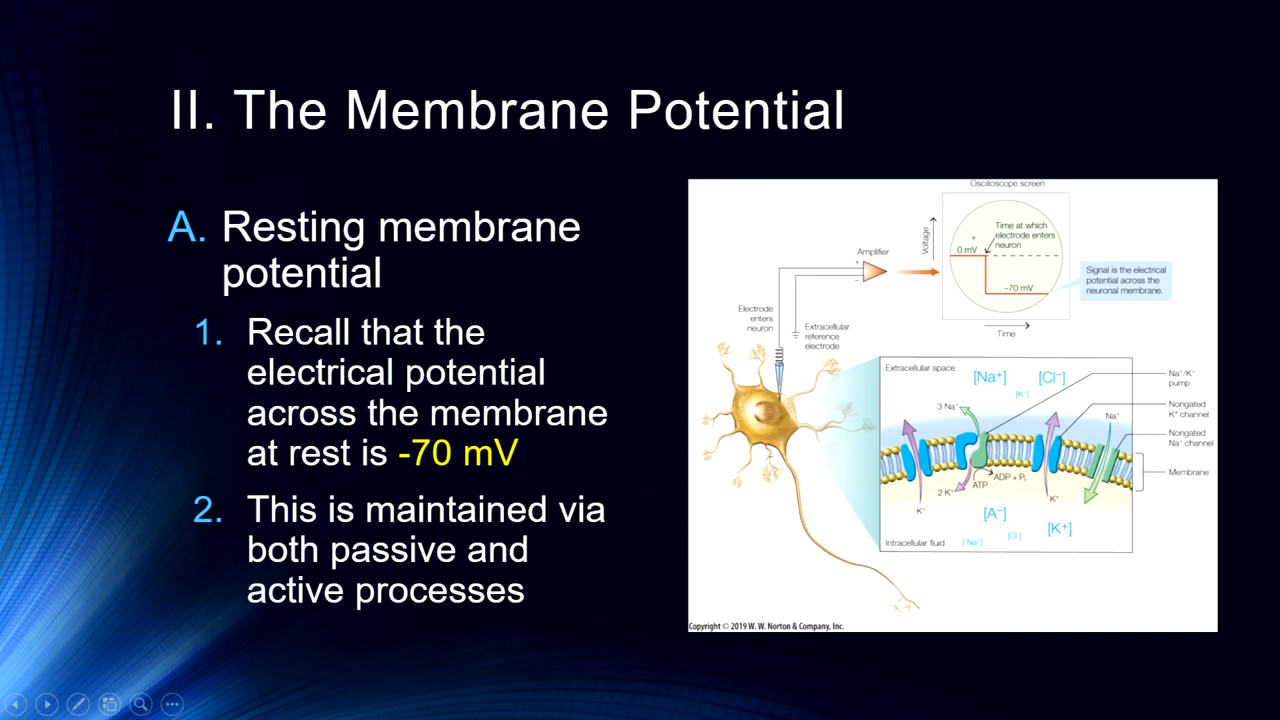 II. The Membrane Potential
A. Resting membrane
potential
1. Recall that the
electrical potential
across the membrane
at rest is -70 mV
2. This is maintained via
both passive and
active processes
Oscilloscope screen
Voltage
+
Time at which
electrode enters
neuron
0 mV
–70 mV
Time
Signal is the electrical
potential across the
neuronal membrane.
Amplifier
+
–
Electrode
enters
neuron
Extracellular
reference
electrode
Extracellular space
[Na⁺]
[Cl⁻]
[K⁺]
3 Na⁺
Na⁺
Na⁺/K⁺
pump
Nongated
K⁺ channel
Nongated
Na⁺ channel
Membrane
ADP + Pᵢ
ATP
2 K⁺
K⁺
K⁺
[A⁻]
[K⁺]
[Cl⁻]
[Na⁺]
Intracellular fluid
Copyright © 2019 W. W. Norton & Company, Inc.